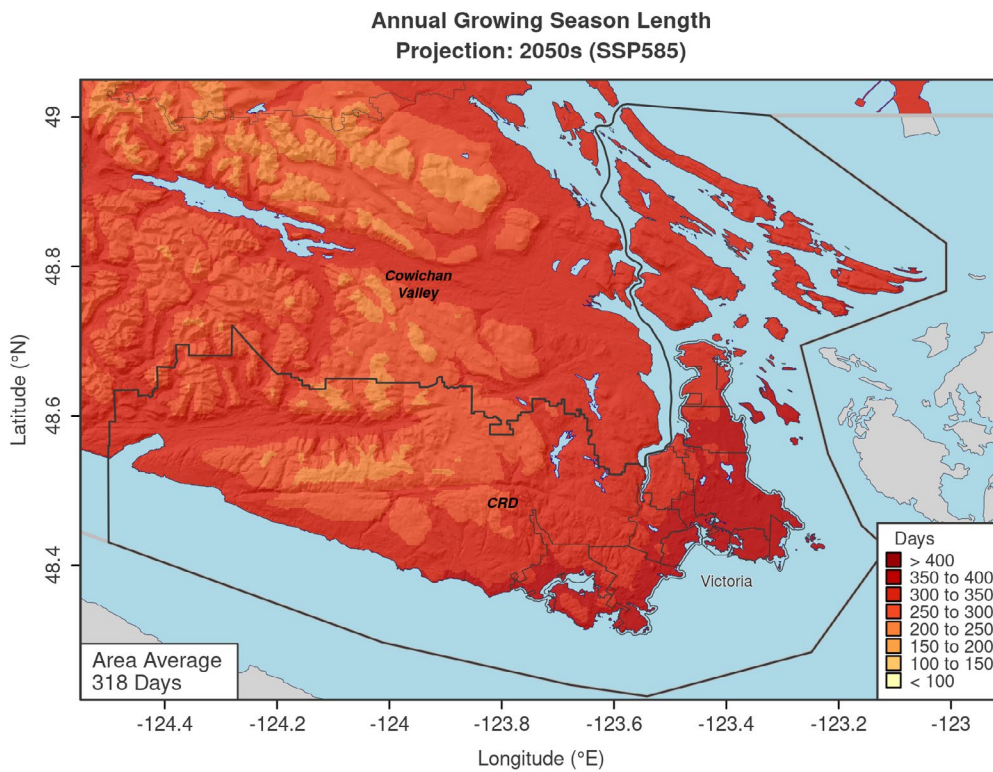 Annual Growing Season Length
Projection: 2050s (SSP585)
49
48.8
48.6
48.4
Latitude (°N)
Cowichan
Valley
CRD
Victoria
Days
> 400
350 to 400
300 to 350
250 to 300
200 to 250
150 to 200
100 to 150
< 100
Area Average
318 Days
-124.4
-124.2
-124
-123.8
-123.6
-123.4
-123.2
-123
Longitude (°E)